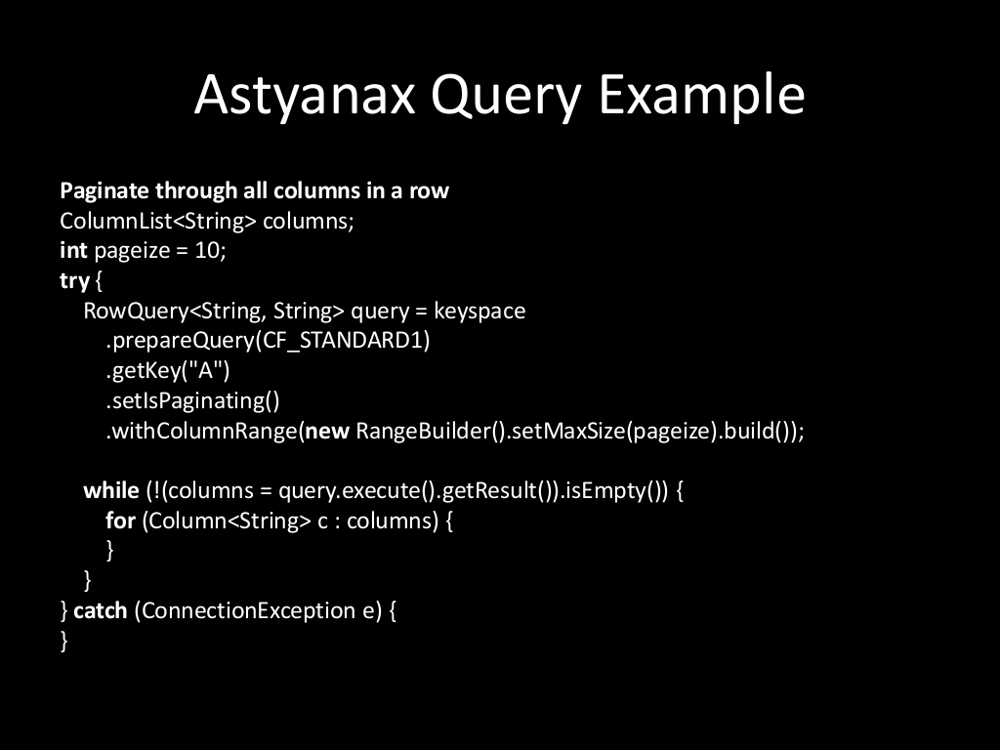 Astyanax Query Example
Paginate through all columns in a row
ColumnList<String> columns;
int pageize = 10;
try {
RowQuery<String, String> query = keyspace
.prepareQuery(CF_STANDARD1)
.getKey("A")
.setIsPaginating()
.withColumnRange(new RangeBuilder().setMaxSize(pageize).build());
while (!(columns = query.execute().getResult()).isEmpty()) {
for (Column<String> c : columns) {
}
}
} catch (ConnectionException e) {
}